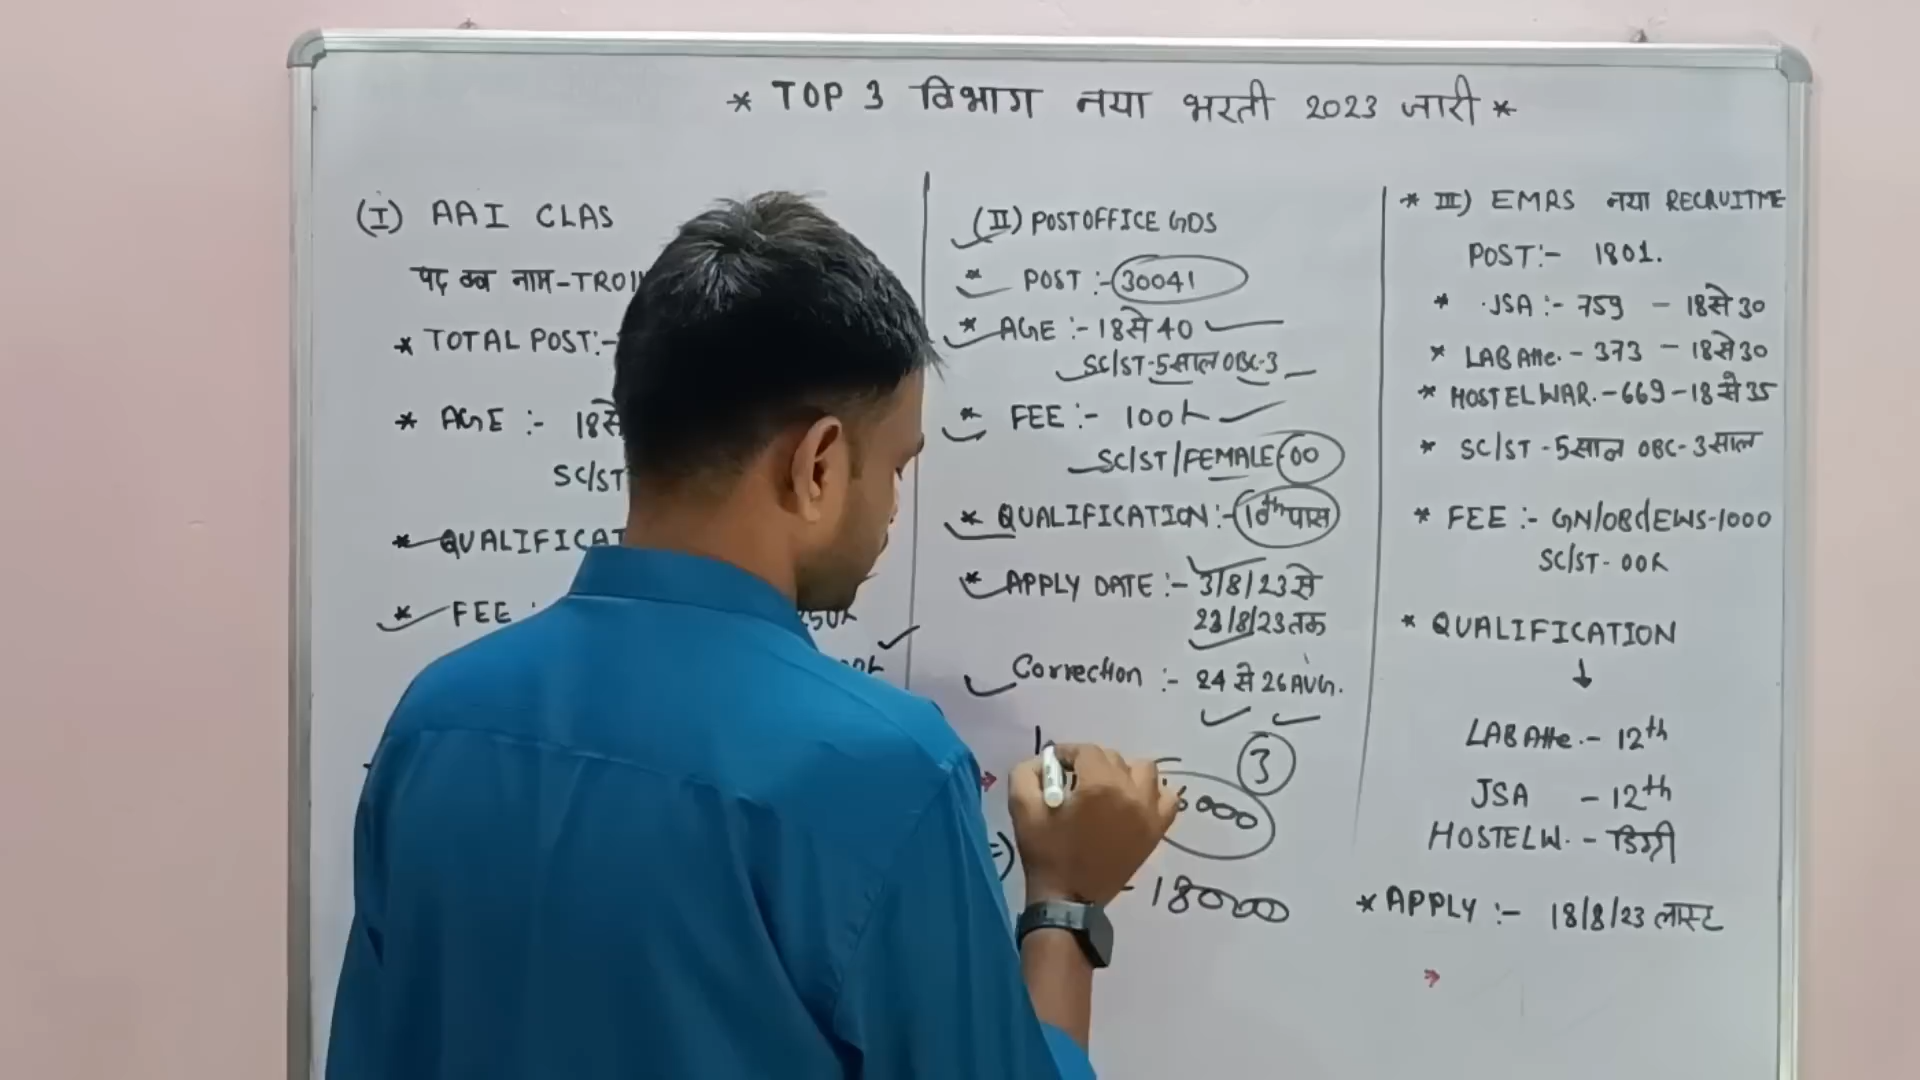 * TOP 3 विभाग नया भरती 2023 जारी *
(I) AAI CLAS
पद का नाम-TROI
* TOTAL POST:-
* AGE :- 18से
SC/ST
* QUALIFICAT
* FEE :
250/-
(II) POSTOFFICE GDS
* POST :- 30041
* AGE :- 18से 40
SC/ST-5साल OBC-3
* FEE :- 100/-
SC/ST/FEMALE-00
* QUALIFICATION :- 10th पास
* APPLY DATE :- 3/8/23 से
23/8/23 तक
Correction :- 24 से 26 AUG.
3
6000
- 18000
* III) EMRS नया RECRUITME
POST:- 1801.
* JSA :- 759 - 18से 30
* LAB Atte. - 373 - 18से 30
* HOSTEL WAR. - 669 - 18 से 35
* SC/ST - 5साल OBC - 3साल
* FEE :- GN/OBC/EWS-1000
SC/ST - 00/-
* QUALIFICATION
↓
LAB Atte. - 12th
JSA - 12th
HOSTEL W. - डिग्री
* APPLY :- 18/8/23 लास्ट